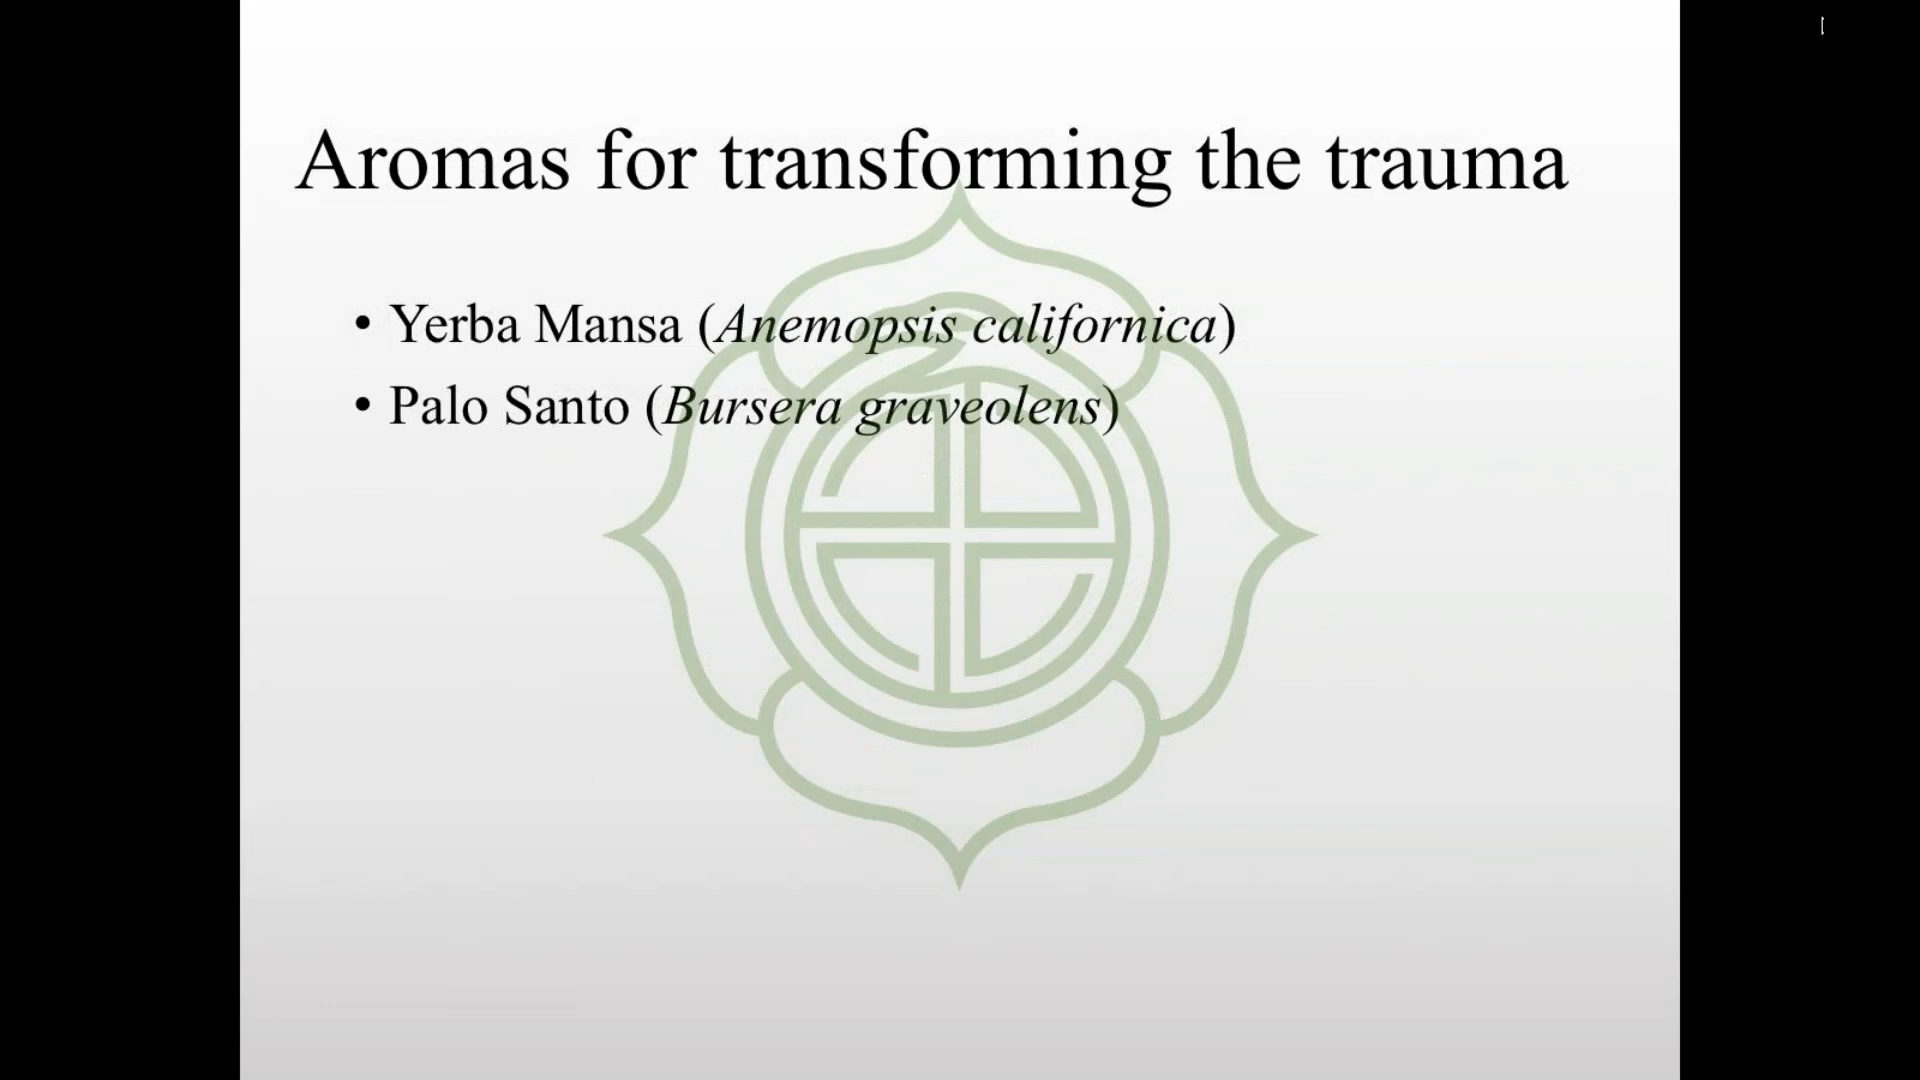 Aromas for transforming the trauma
• Yerba Mansa (Anemopsis californica)
• Palo Santo (Bursera graveolens)